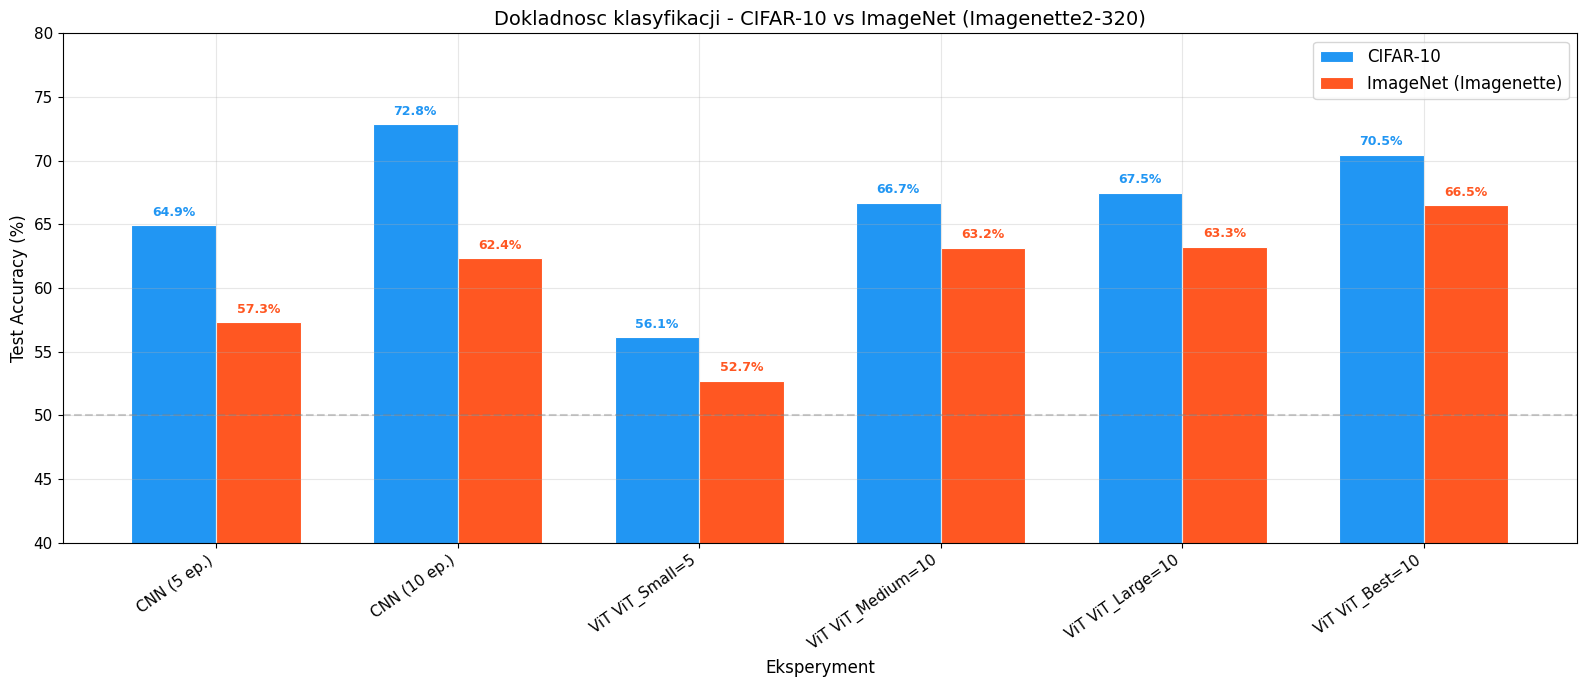 Dokladnosc klasyfikacji - CIFAR-10 vs ImageNet (Imagenette2-320)
CIFAR-10
ImageNet (Imagenette)
Test Accuracy (%)
80
75
70
65
60
55
50
45
40
64.9%
57.3%
72.8%
62.4%
56.1%
52.7%
66.7%
63.2%
67.5%
63.3%
70.5%
66.5%
CNN (5 ep.)
CNN (10 ep.)
ViT ViT_Small=5
ViT ViT_Medium=10
ViT ViT_Large=10
ViT ViT_Best=10
Eksperyment